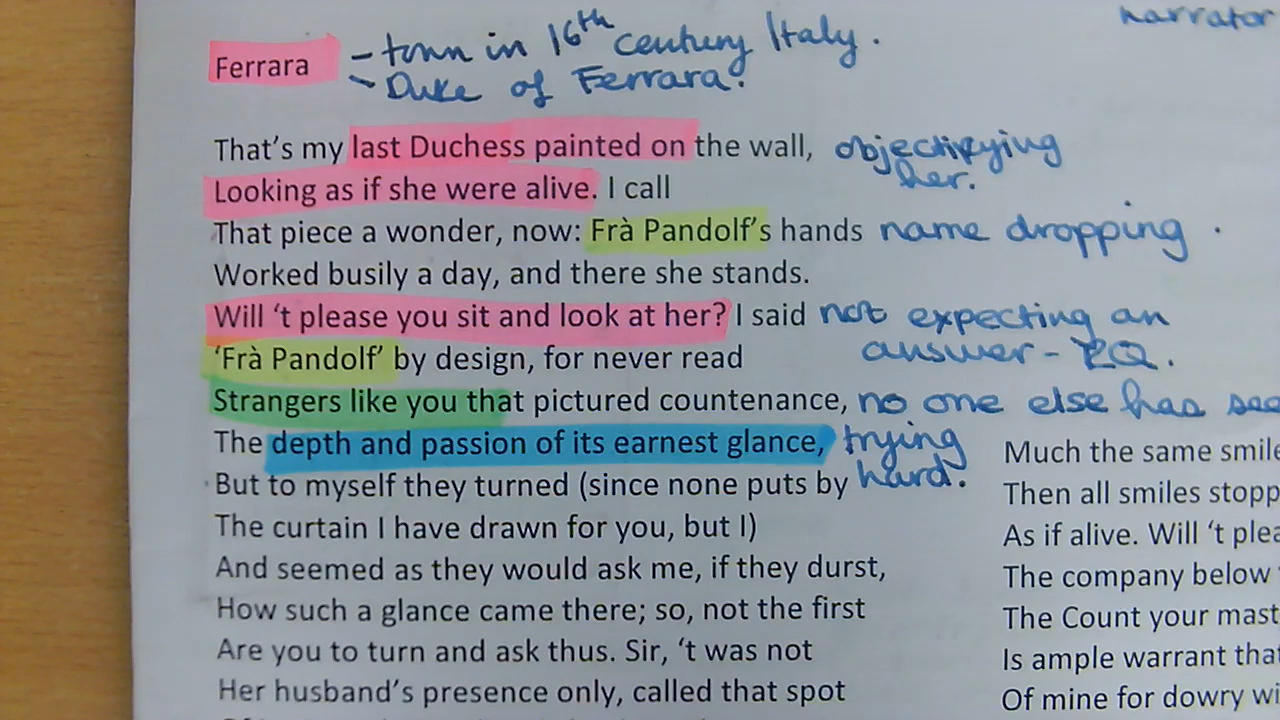 narrator
Ferrara - town in 16th century Italy.
- Duke of Ferrara.
That's my last Duchess painted on the wall, objectifying
her.
Looking as if she were alive. I call
That piece a wonder, now: Frà Pandolf's hands name dropping.
Worked busily a day, and there she stands.
Will 't please you sit and look at her? I said not expecting an
answer - RQ.
'Frà Pandolf' by design, for never read
Strangers like you that pictured countenance, no one else has
The depth and passion of its earnest glance, trying
hard.
But to myself they turned (since none puts by
The curtain I have drawn for you, but I)
And seemed as they would ask me, if they durst,
How such a glance came there; so, not the first
Are you to turn and ask thus. Sir, 't was not
Her husband's presence only, called that spot
Much the same smile
Then all smiles
As if alive. Will 't
The company below
The Count your
Is ample warrant
Of mine for dowry